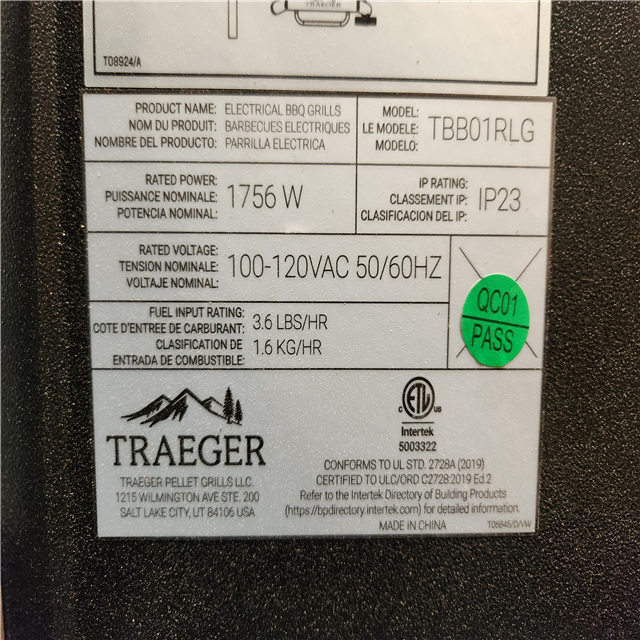 TRAEGER
T08924/A
PRODUCT NAME: ELECTRICAL BBQ GRILLS
NOM DU PRODUIT: BARBECUES ELECTRIQUES
NOMBRE DEL PRODUCTO: PARRILLA ELECTRICA
MODEL:
LE MODELE: TBB01RLG
MODELO:
RATED POWER:
PUISSANCE NOMINALE: 1756 W
POTENCIA NOMINAL:
IP RATING:
CLASSEMENT IP: IP23
CLASIFICACION DEL IP:
RATED VOLTAGE:
TENSION NOMINALE: 100-120VAC 50/60HZ
VOLTAJE NOMINAL:
FUEL INPUT RATING:
COTE D'ENTREE DE CARBURANT: 3.6 LBS/HR
CLASIFICACIÓN DE 1.6 KG/HR
ENTRADA DE COMBUSTIBLE:
QC01
PASS
TRAEGER
TRAEGER PELLET GRILLS LLC.
1215 WILMINGTON AVE STE. 200
SALT LAKE CITY, UT 84106 USA
C ETL US
Intertek
5003322
CONFORMS TO UL STD. 2728A (2019)
CERTIFIED TO ULC/ORD C2728:2019 Ed.2
Refer to the Intertek Directory of Building Products
(https://bpdirectory.intertek.com) for detailed information.
MADE IN CHINA
T06845/D/VW